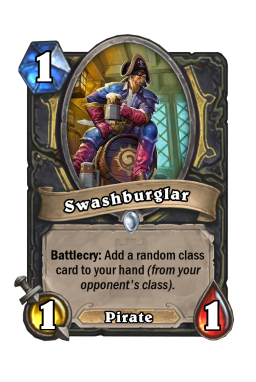 1
Swashburglar
Battlecry: Add a random class
card to your hand (from your
opponent's class).
1
Pirate
1